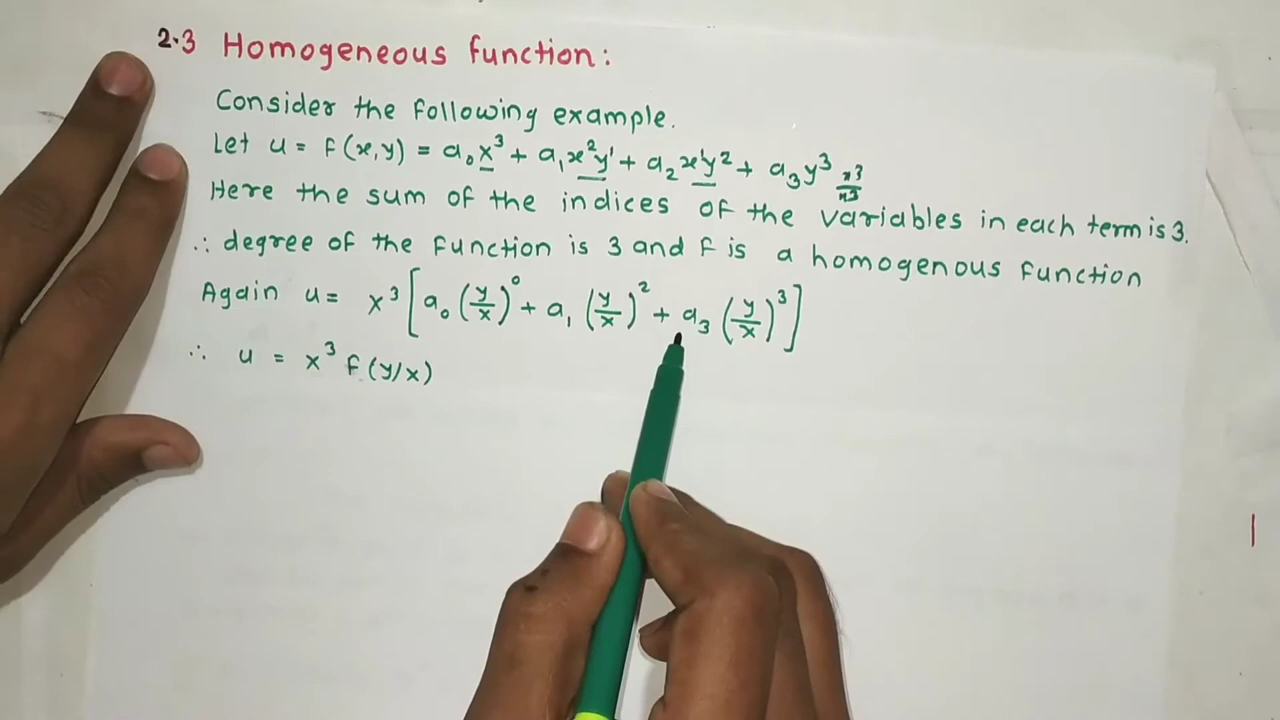 2.3 Homogeneous function:
Consider the following example.
Let u = f(x,y) = a₀x³ + a₁x²y¹ + a₂x¹y² + a₃y³ x³/x³
Here the sum of the indices of the variables in each term is 3.
∴ degree of the function is 3 and f is a homogenous function
Again u = x³[a₀(y/x)⁰ + a₁(y/x)² + a₃(y/x)³]
∴ u = x³ f(y/x)